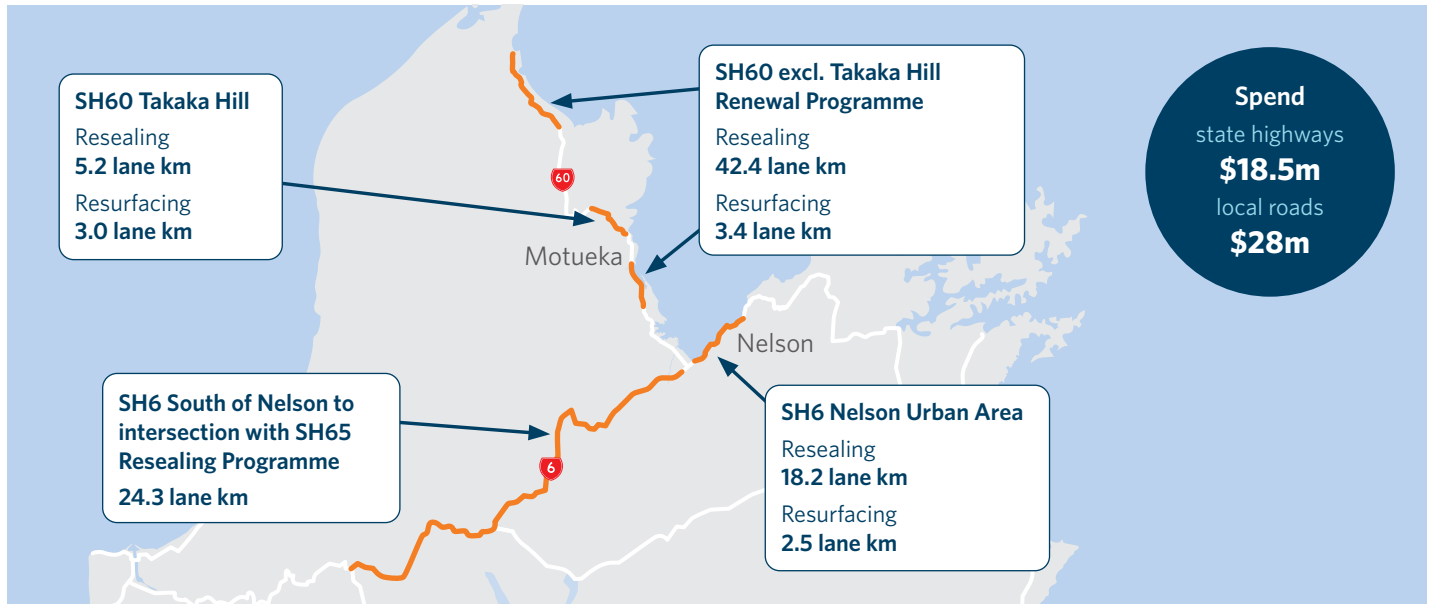 SH60 Takaka Hill
Resealing
5.2 lane km
Resurfacing
3.0 lane km
SH60 excl. Takaka Hill
Renewal Programme
Resealing
42.4 lane km
Resurfacing
3.4 lane km
Spend
state highways
$18.5m
local roads
$28m
60
Motueka
Nelson
SH6 South of Nelson to
intersection with SH65
Resealing Programme
24.3 lane km
6
SH6 Nelson Urban Area
Resealing
18.2 lane km
Resurfacing
2.5 lane km